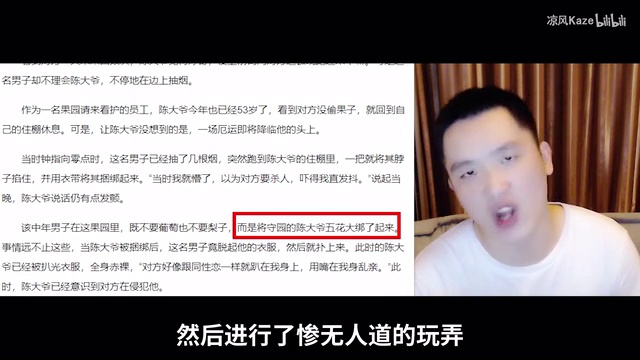 凉风Kaze bilibili
名男子却不理会陈大爷，不停地在边上抽烟。
作为一名果园请来看护的员工，陈大爷今年也已经53岁了，看到对方没偷果子，就回到自
己的住棚休息。可是，让陈大爷没想到的是，一场厄运即将降临他的头上。
当时钟指向零点时，这名男子已经抽了几根烟，突然跑到陈大爷的住棚里，一把就将其脖
子掐住，并用衣带将其捆绑起来。“当时我就懵了，以为对方要杀人，吓得我直发抖。”说起当
晚，陈大爷说话仍有点发颤。
该中年男子在这果园里，既不要葡萄也不要梨子，而是将守园的陈大爷五花大绑了起来。
事情远不止这些，当陈大爷被捆绑后，这名男子竟脱起他的衣服，然后就扑上来。此时的陈大
爷已经被扒光衣服，全身赤裸，“对方好像跟同性恋一样就趴在我身上，用嘴在我身乱亲。”此
时，陈大爷已经意识到对方在侵犯他。
然后进行了惨无人道的玩弄